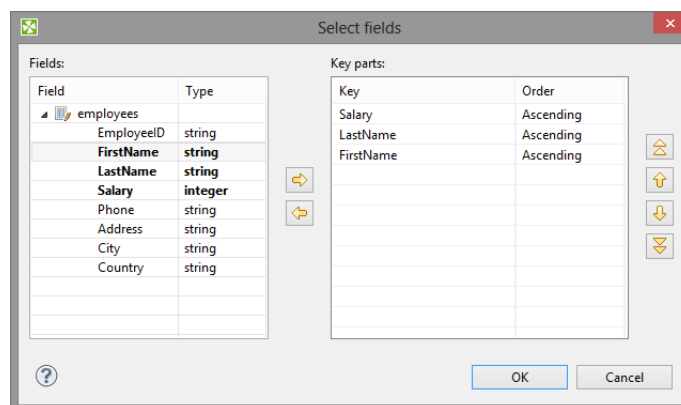 Select fields
Fields:
Key parts:
Field Type
Key Order
employees
Salary Ascending
EmployeeID string
LastName Ascending
FirstName string
FirstName Ascending
LastName string
Salary integer
Phone string
Address string
City string
Country string
OK
Cancel